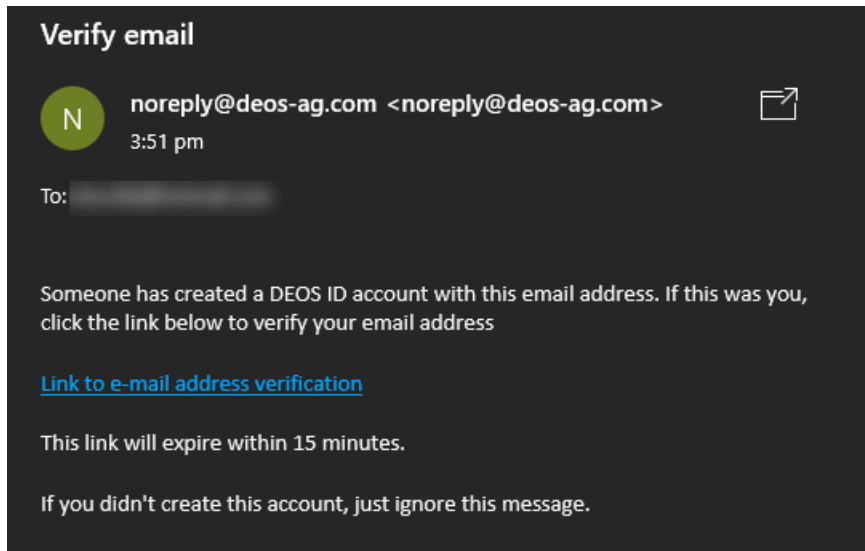 Verify email
N
noreply@deos-ag.com <noreply@deos-ag.com>
3:51 pm
To:
Someone has created a DEOS ID account with this email address. If this was you,
click the link below to verify your email address
Link to e-mail address verification
This link will expire within 15 minutes.
If you didn't create this account, just ignore this message.